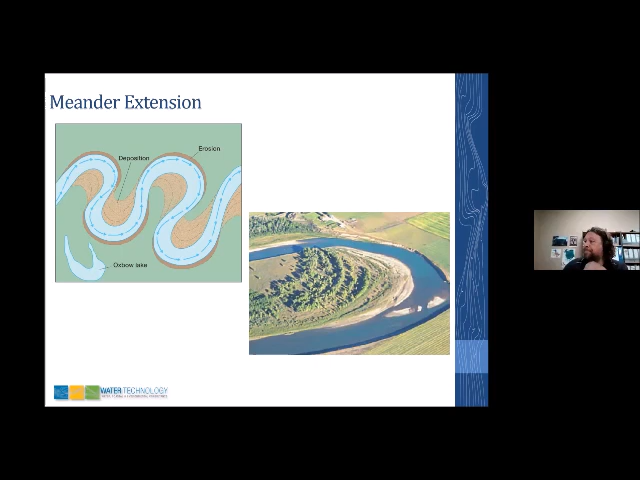 Meander Extension
Erosion
Deposition
Oxbow lake
WATER TECHNOLOGY